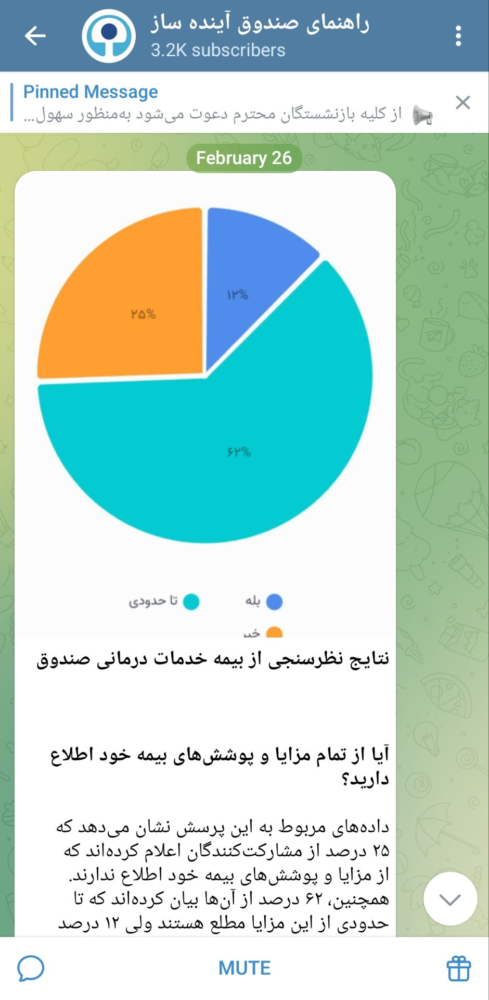 راهنمای صندوق آینده ساز
3.2K subscribers
Pinned Message
از کلیه بازنشستگان محترم دعوت می‌شود به‌منظور سهول...
February 26
۱۲%
۲۵%
۶۲%
بله
تا حدودی
خیر
نتایج نظرسنجی از بیمه خدمات درمانی صندوق
آیا از تمام مزایا و پوشش‌های بیمه خود اطلاع
دارید؟
داده‌های مربوط به این پرسش نشان می‌دهد که
۲۵ درصد از مشارکت‌کنندگان اعلام کرده‌اند که
از مزایا و پوشش‌های بیمه خود اطلاع ندارند.
همچنین، ۶۲ درصد از آن‌ها بیان کرده‌اند که تا
حدودی از این مزایا مطلع هستند ولی ۱۲ درصد
MUTE